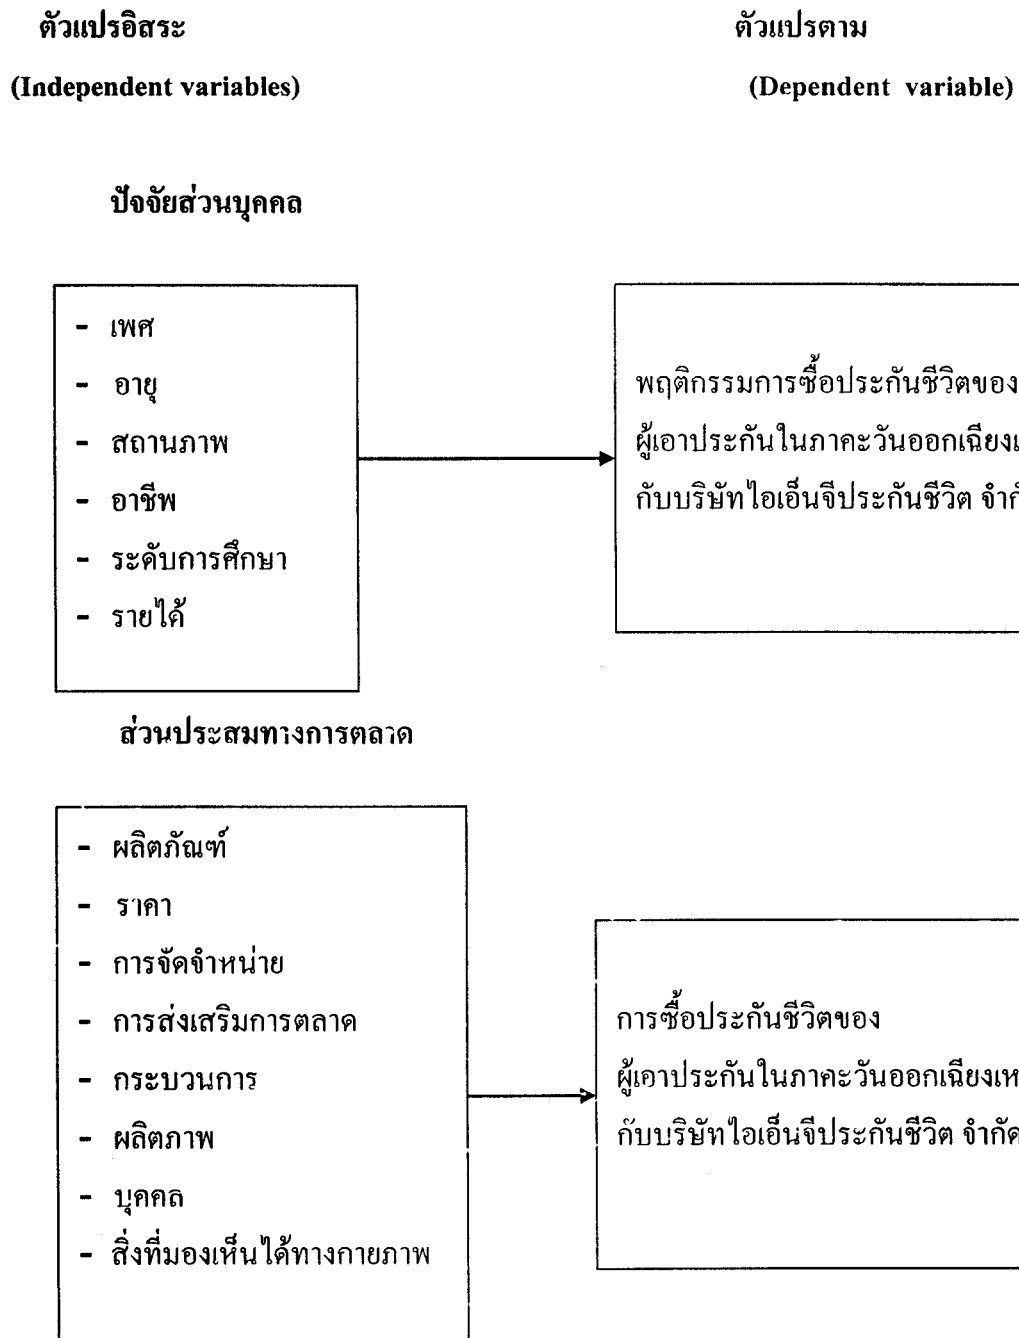 ตัวแปรอิสระ
ตัวแปรตาม
(Independent variables)
(Dependent variable)
ปัจจัยส่วนบุคคล
- เพศ
- อายุ
- สถานภาพ
- อาชีพ
- ระดับการศึกษา
- รายได้
พฤติกรรมการซื้อประกันชีวิตของ
ผู้เอาประกันในภาคะวันออกเฉียงเ
กับบริษัทไอเอ็นจีประกันชีวิต จำกั
ส่วนประสมทางการตลาด
- ผลิตภัณฑ์
- ราคา
- การจัดจำหน่าย
- การส่งเสริมการตลาด
- กระบวนการ
- ผลิตภาพ
- บุคคล
- สิ่งที่มองเห็นได้ทางกายภาพ
การซื้อประกันชีวิตของ
ผู้เอาประกันในภาคะวันออกเฉียงเห
กับบริษัทไอเอ็นจีประกันชีวิต จำกัด